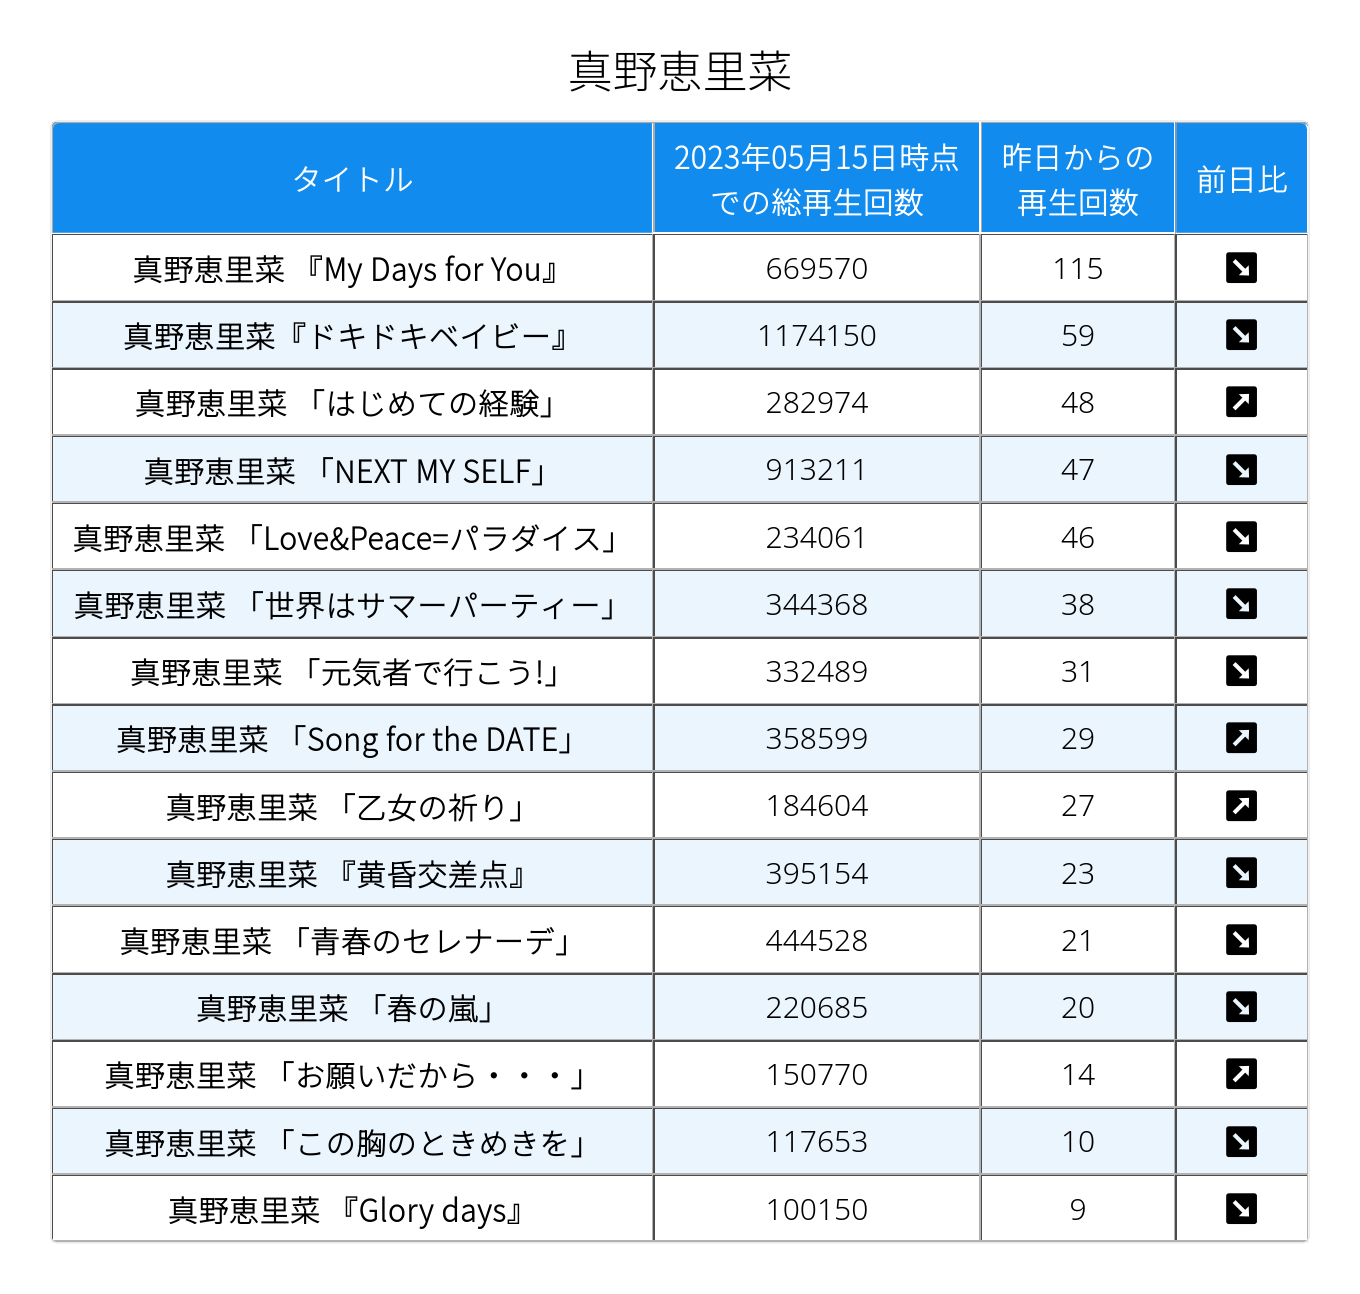 真野恵里菜
タイトル 2023年05月15日時点での総再生回数 昨日からの再生回数 前日比
真野恵里菜 『My Days for You』 669570 115 ↘
真野恵里菜『ドキドキベイビー』 1174150 59 ↘
真野恵里菜 「はじめての経験」 282974 48 ↗
真野恵里菜 「NEXT MY SELF」 913211 47 ↘
真野恵里菜 「Love&Peace=パラダイス」 234061 46 ↘
真野恵里菜 「世界はサマーパーティー」 344368 38 ↘
真野恵里菜 「元気者で行こう!」 332489 31 ↘
真野恵里菜 「Song for the DATE」 358599 29 ↗
真野恵里菜 「乙女の祈り」 184604 27 ↗
真野恵里菜 『黄昏交差点』 395154 23 ↘
真野恵里菜 「青春のセレナーデ」 444528 21 ↘
真野恵里菜 「春の嵐」 220685 20 ↘
真野恵里菜 「お願いだから・・・」 150770 14 ↗
真野恵里菜 「この胸のときめきを」 117653 10 ↘
真野恵里菜 『Glory days』 100150 9 ↘